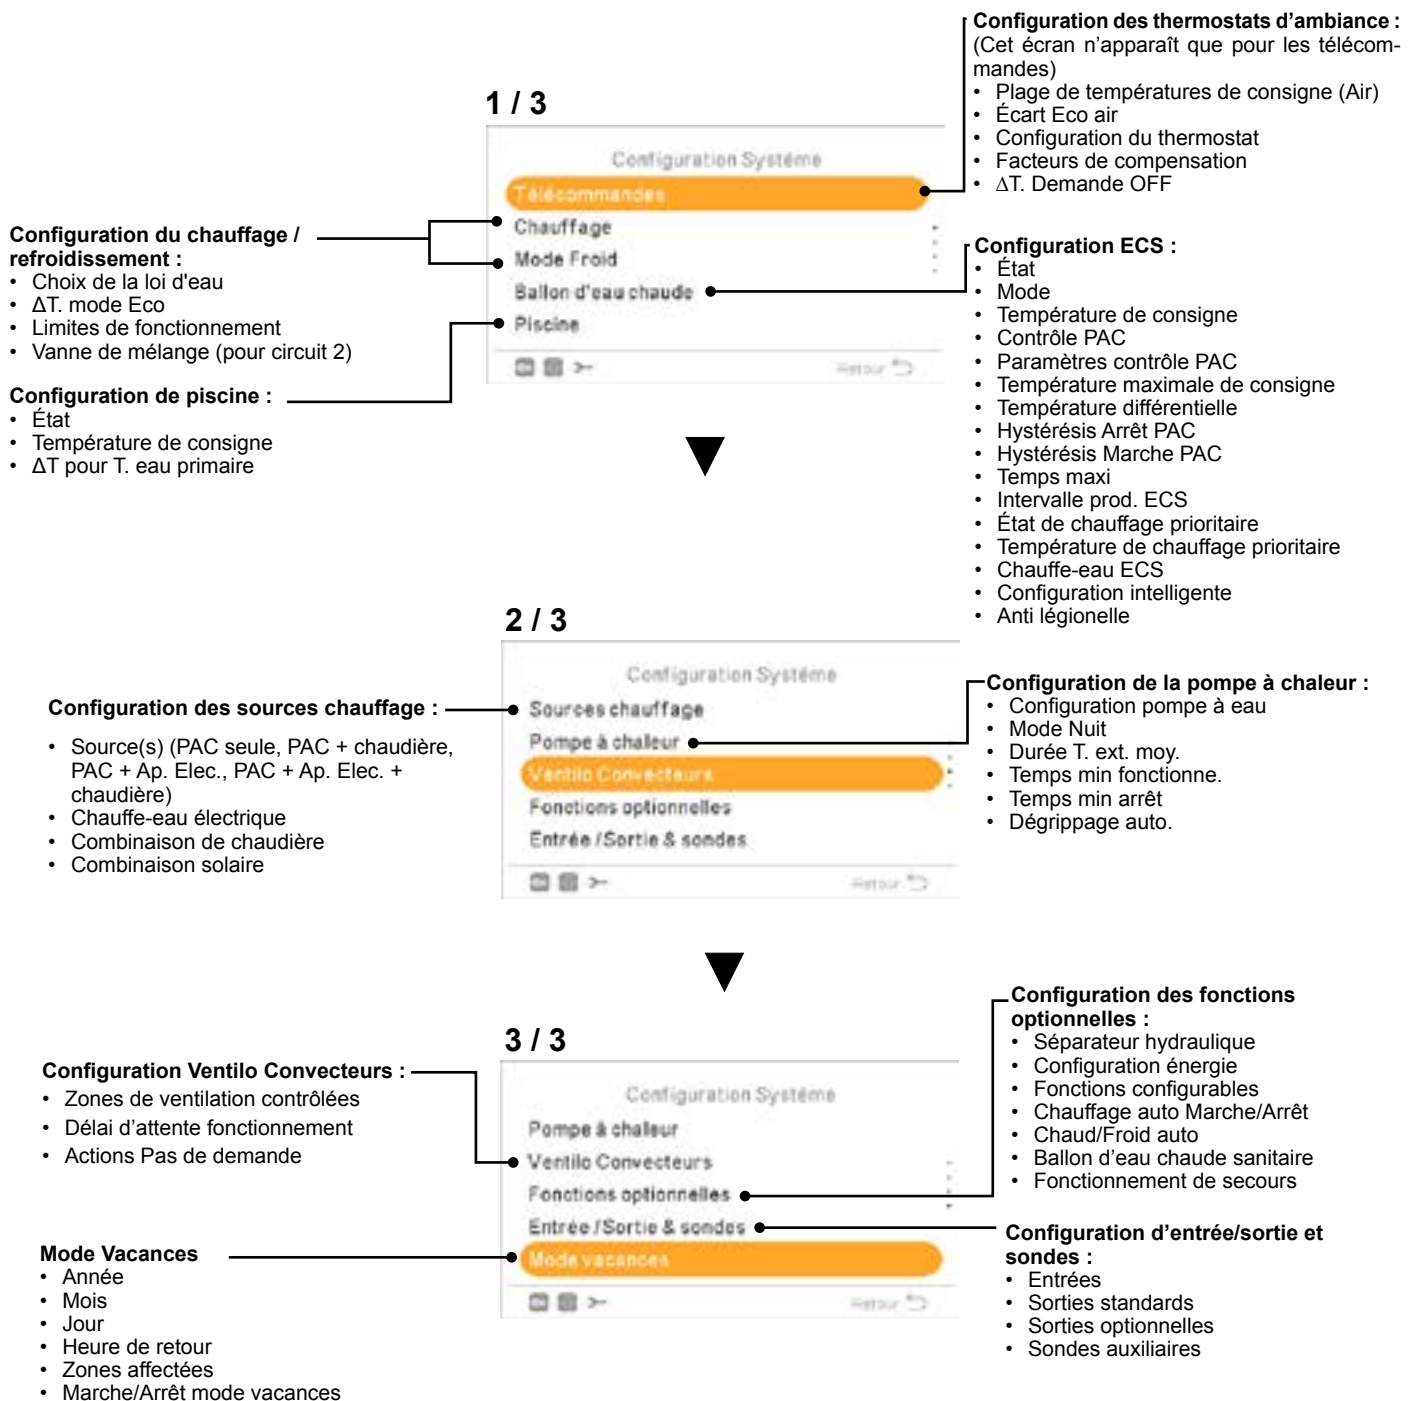 Configuration des thermostats d’ambiance :
(Cet écran n’apparaît que pour les télécom-
mandes)
• Plage de températures de consigne (Air)
• Écart Eco air
• Configuration du thermostat
• Facteurs de compensation
• ΔT. Demande OFF
1 / 3
Configuration Systéme
Télécommandes
Chauffage
Mode Froid
Ballon d'eau chaude
Piscine
Retour
Configuration du chauffage /
refroidissement :
• Choix de la loi d'eau
• ΔT. mode Eco
• Limites de fonctionnement
• Vanne de mélange (pour circuit 2)
Configuration de piscine :
• État
• Température de consigne
• ΔT pour T. eau primaire
Configuration ECS :
• État
• Mode
• Température de consigne
• Contrôle PAC
• Paramètres contrôle PAC
• Température maximale de consigne
• Température différentielle
• Hystérésis Arrêt PAC
• Hystérésis Marche PAC
• Temps maxi
• Intervalle prod. ECS
• État de chauffage prioritaire
• Température de chauffage prioritaire
• Chauffe-eau ECS
• Configuration intelligente
• Anti légionelle
2 / 3
Configuration Systéme
Sources chauffage
Pompe à chaleur
Ventilo Convecteurs
Fonctions optionnelles
Entrée /Sortie & sondes
Retour
Configuration des sources chauffage :
• Source(s) (PAC seule, PAC + chaudière,
PAC + Ap. Elec., PAC + Ap. Elec. +
chaudière)
• Chauffe-eau électrique
• Combinaison de chaudière
• Combinaison solaire
Configuration de la pompe à chaleur :
• Configuration pompe à eau
• Mode Nuit
• Durée T. ext. moy.
• Temps min fonctionne.
• Temps min arrêt
• Dégrippage auto.
3 / 3
Configuration Systéme
Pompe à chaleur
Ventilo Convecteurs
Fonctions optionnelles
Entrée /Sortie & sondes
Mode vacances
Retour
Configuration Ventilo Convecteurs :
• Zones de ventilation contrôlées
• Délai d’attente fonctionnement
• Actions Pas de demande
Mode Vacances
• Année
• Mois
• Jour
• Heure de retour
• Zones affectées
• Marche/Arrêt mode vacances
Configuration des fonctions
optionnelles :
• Séparateur hydraulique
• Configuration énergie
• Fonctions configurables
• Chauffage auto Marche/Arrêt
• Chaud/Froid auto
• Ballon d’eau chaude sanitaire
• Fonctionnement de secours
Configuration d’entrée/sortie et
sondes :
• Entrées
• Sorties standards
• Sorties optionnelles
• Sondes auxiliaires